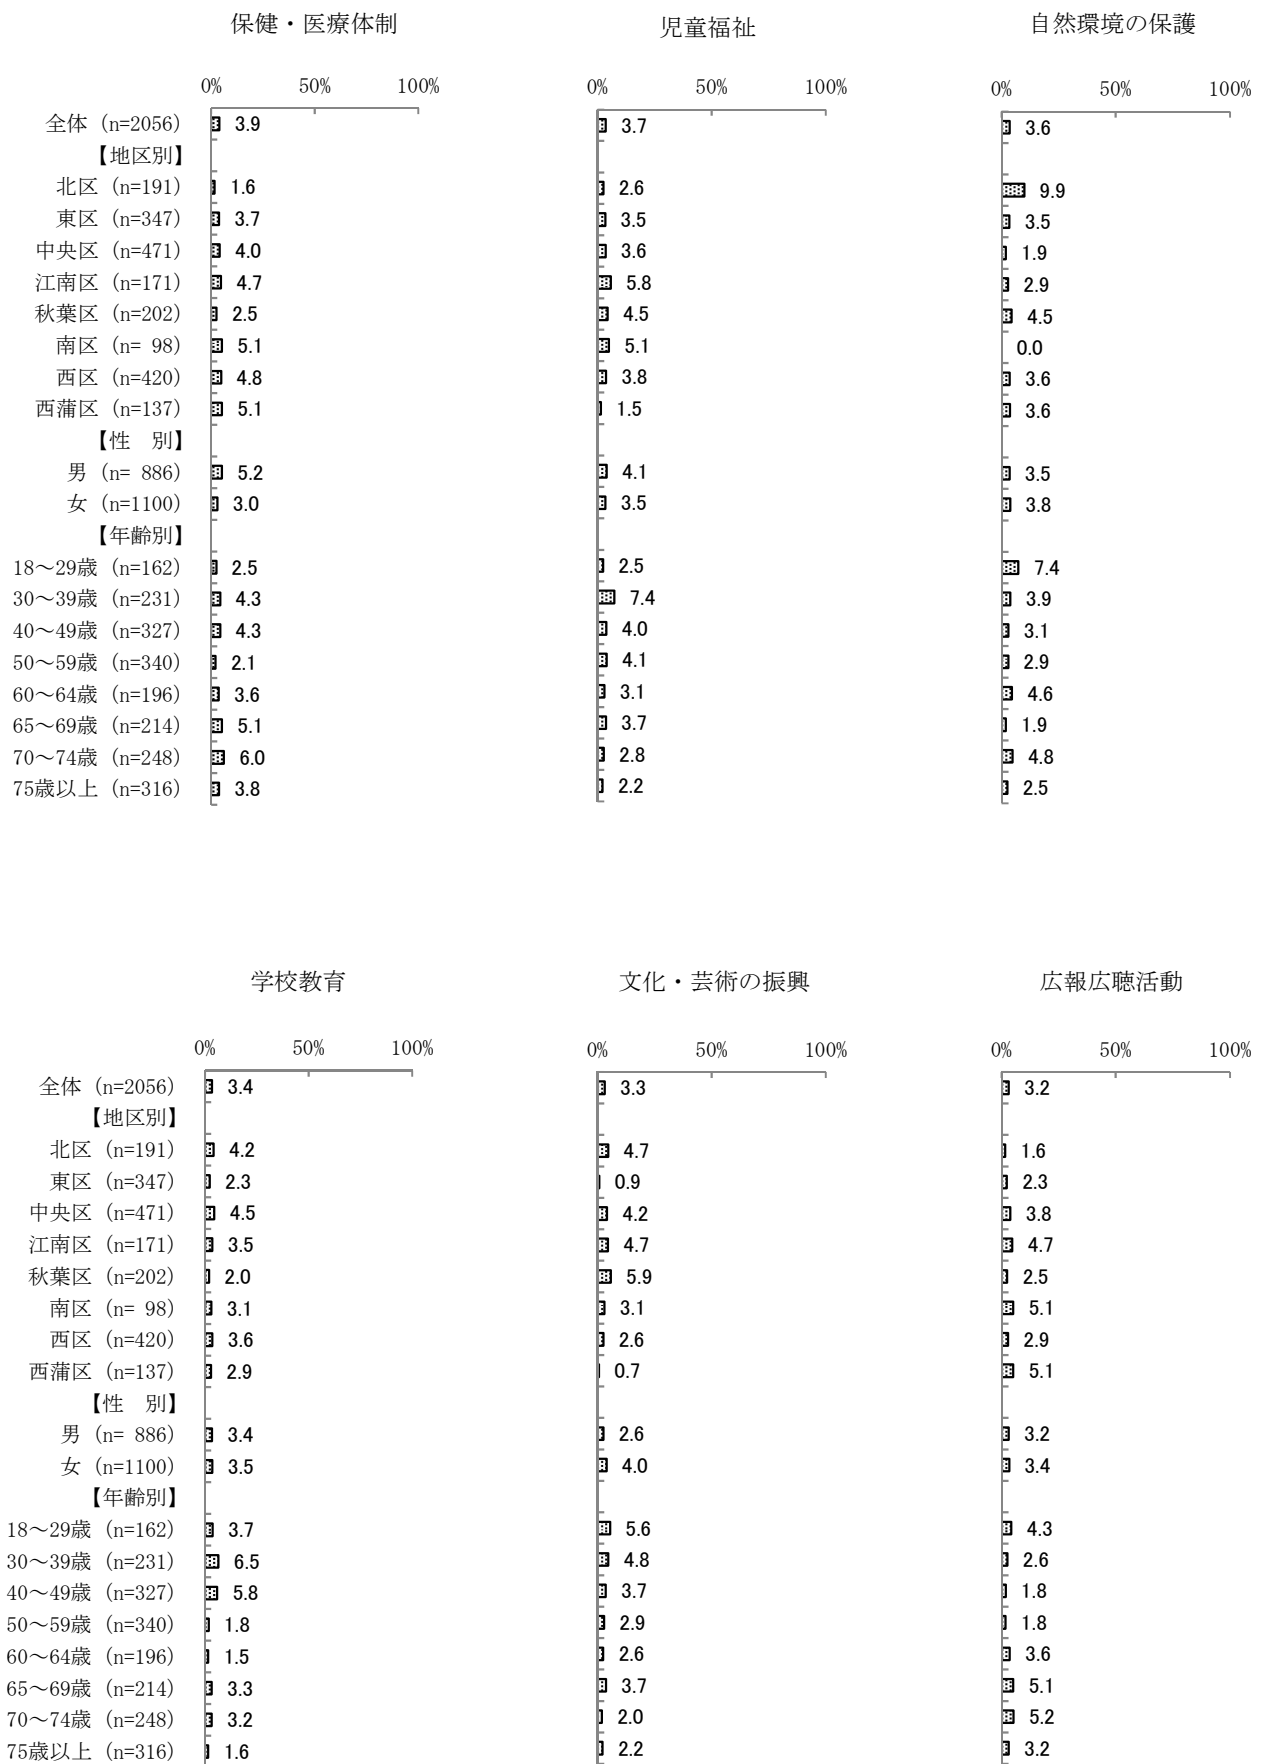 保健・医療体制 児童福祉 自然環境の保護
0% 50% 100% 0% 50% 100% 0% 50% 100%
全体 (n=2056) 3.9 3.7 3.6
【地区別】
北区 (n=191) 1.6 2.6 9.9
東区 (n=347) 3.7 3.5 3.5
中央区 (n=471) 4.0 3.6 1.9
江南区 (n=171) 4.7 5.8 2.9
秋葉区 (n=202) 2.5 4.5 4.5
南区 (n= 98) 5.1 5.1 0.0
西区 (n=420) 4.8 3.8 3.6
西蒲区 (n=137) 5.1 1.5 3.6
【性　別】
男 (n= 886) 5.2 4.1 3.5
女 (n=1100) 3.0 3.5 3.8
【年齢別】
18～29歳 (n=162) 2.5 2.5 7.4
30～39歳 (n=231) 4.3 7.4 3.9
40～49歳 (n=327) 4.3 4.0 3.1
50～59歳 (n=340) 2.1 4.1 2.9
60～64歳 (n=196) 3.6 3.1 4.6
65～69歳 (n=214) 5.1 3.7 1.9
70～74歳 (n=248) 6.0 2.8 4.8
75歳以上 (n=316) 3.8 2.2 2.5
学校教育 文化・芸術の振興 広報広聴活動
0% 50% 100% 0% 50% 100% 0% 50% 100%
全体 (n=2056) 3.4 3.3 3.2
【地区別】
北区 (n=191) 4.2 4.7 1.6
東区 (n=347) 2.3 0.9 2.3
中央区 (n=471) 4.5 4.2 3.8
江南区 (n=171) 3.5 4.7 4.7
秋葉区 (n=202) 2.0 5.9 2.5
南区 (n= 98) 3.1 3.1 5.1
西区 (n=420) 3.6 2.6 2.9
西蒲区 (n=137) 2.9 0.7 5.1
【性　別】
男 (n= 886) 3.4 2.6 3.2
女 (n=1100) 3.5 4.0 3.4
【年齢別】
18～29歳 (n=162) 3.7 5.6 4.3
30～39歳 (n=231) 6.5 4.8 2.6
40～49歳 (n=327) 5.8 3.7 1.8
50～59歳 (n=340) 1.8 2.9 1.8
60～64歳 (n=196) 1.5 2.6 3.6
65～69歳 (n=214) 3.3 3.7 5.1
70～74歳 (n=248) 3.2 2.0 5.2
75歳以上 (n=316) 1.6 2.2 3.2